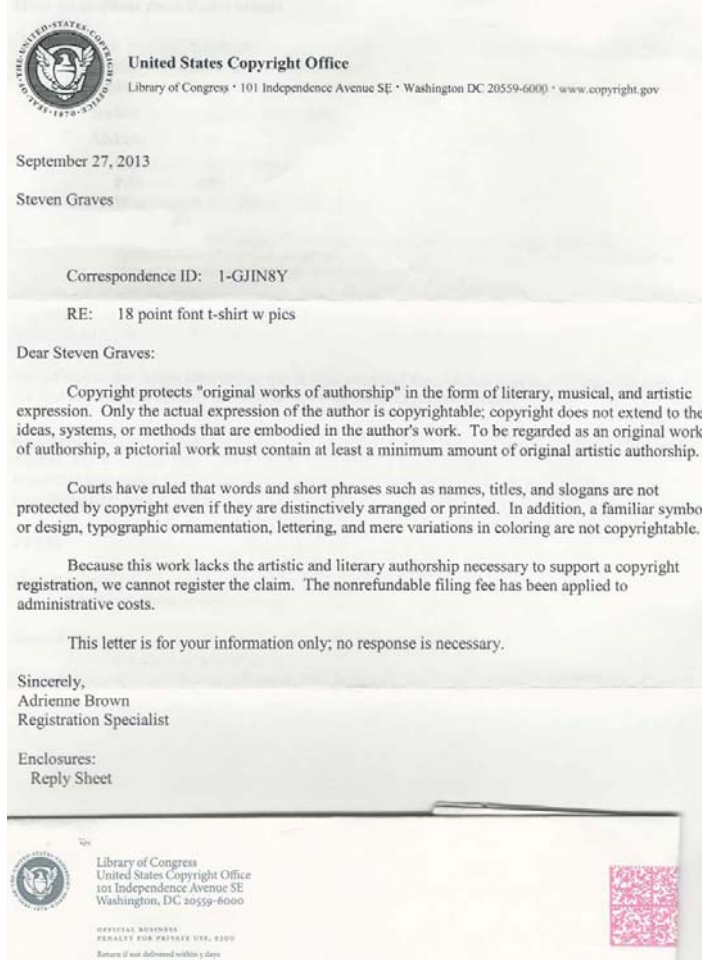 SEAL·OF·THE·UNITED·STATES·COPYRIGHT·OFFICE·1870
United States Copyright Office
Library of Congress · 101 Independence Avenue SE · Washington DC 20559-6000 · www.copyright.gov
September 27, 2013
Steven Graves
Correspondence ID: 1-GJIN8Y
RE: 18 point font t-shirt w pics
Dear Steven Graves:
Copyright protects "original works of authorship" in the form of literary, musical, and artistic
expression. Only the actual expression of the author is copyrightable; copyright does not extend to the
ideas, systems, or methods that are embodied in the author's work. To be regarded as an original work
of authorship, a pictorial work must contain at least a minimum amount of original artistic authorship.
Courts have ruled that words and short phrases such as names, titles, and slogans are not
protected by copyright even if they are distinctively arranged or printed. In addition, a familiar symbo
or design, typographic ornamentation, lettering, and mere variations in coloring are not copyrightable.
Because this work lacks the artistic and literary authorship necessary to support a copyright
registration, we cannot register the claim. The nonrefundable filing fee has been applied to
administrative costs.
This letter is for your information only; no response is necessary.
Sincerely,
Adrienne Brown
Registration Specialist
Enclosures:
Reply Sheet
Library of Congress
United States Copyright Office
101 Independence Avenue SE
Washington, DC 20559-6000
OFFICIAL BUSINESS
PENALTY FOR PRIVATE USE, $300
Return if not delivered within 5 days